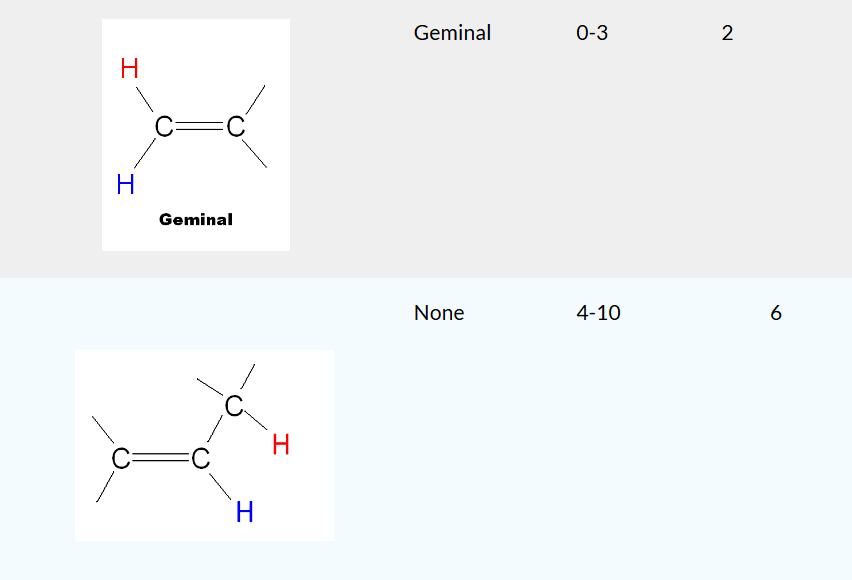 Geminal 0-3 2
H
C C
H
Geminal
None 4-10 6
C
H
C C
H